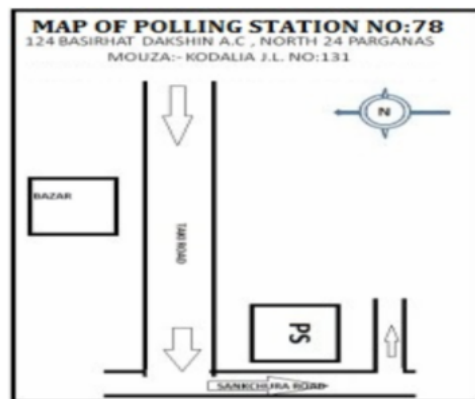 MAP OF POLLING STATION NO:78
124 BASIRHAT DAKSHIN A.C , NORTH 24 PARGANAS
MOUZA:- KODALIA J.L. NO:131
N
BAZAR
TAKI ROAD
PS
SANKCHURA ROAD